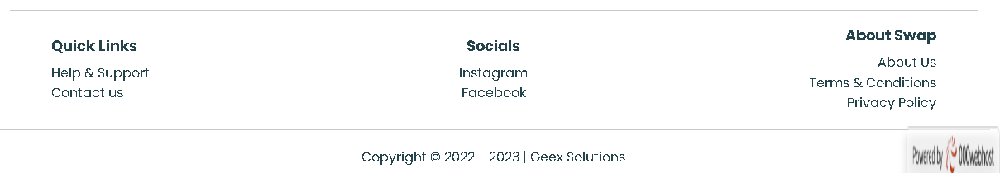 Quick Links
Help & Support
Contact us
Socials
Instagram
Facebook
About Swap
About Us
Terms & Conditions
Privacy Policy
Copyright © 2022 - 2023 | Geex Solutions
Powered by 000webhost